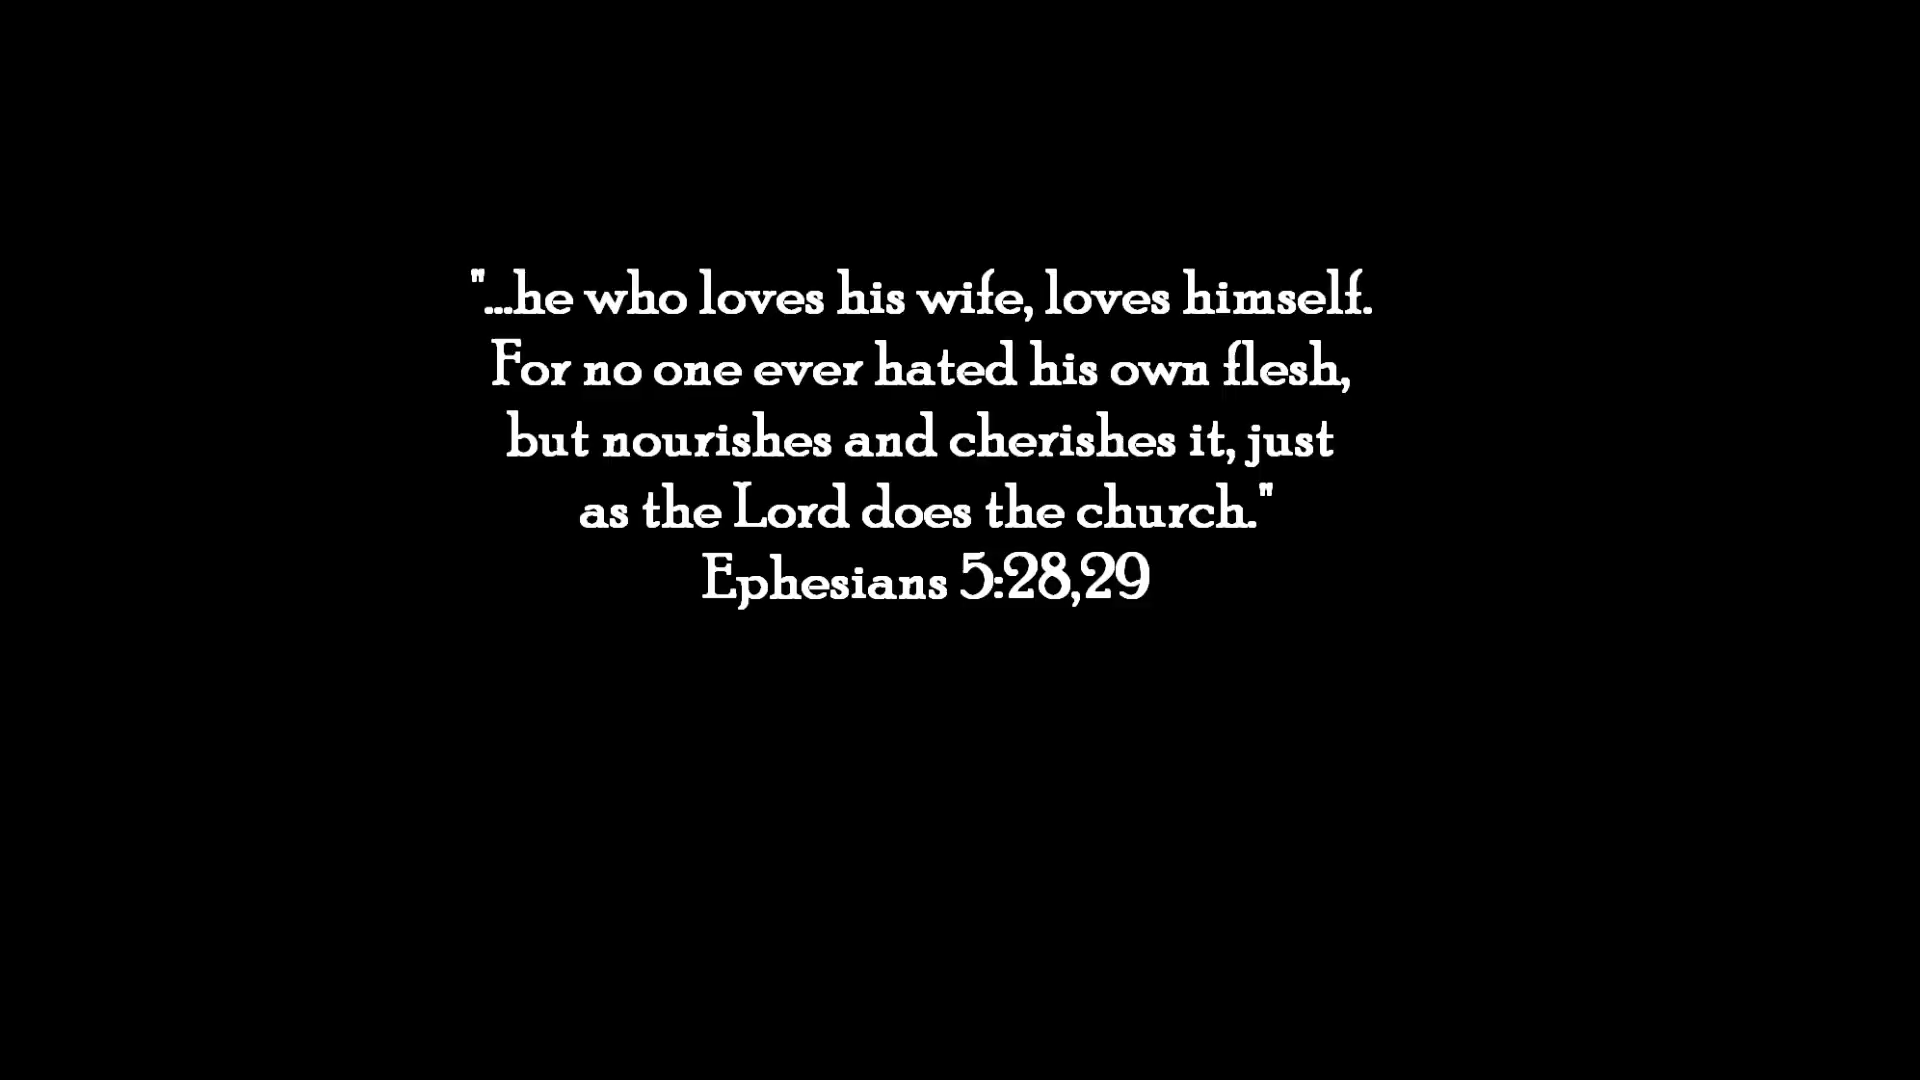 "...he who loves his wife, loves himself.
For no one ever hated his own flesh,
but nourishes and cherishes it, just
as the Lord does the church."
Ephesians 5:28,29